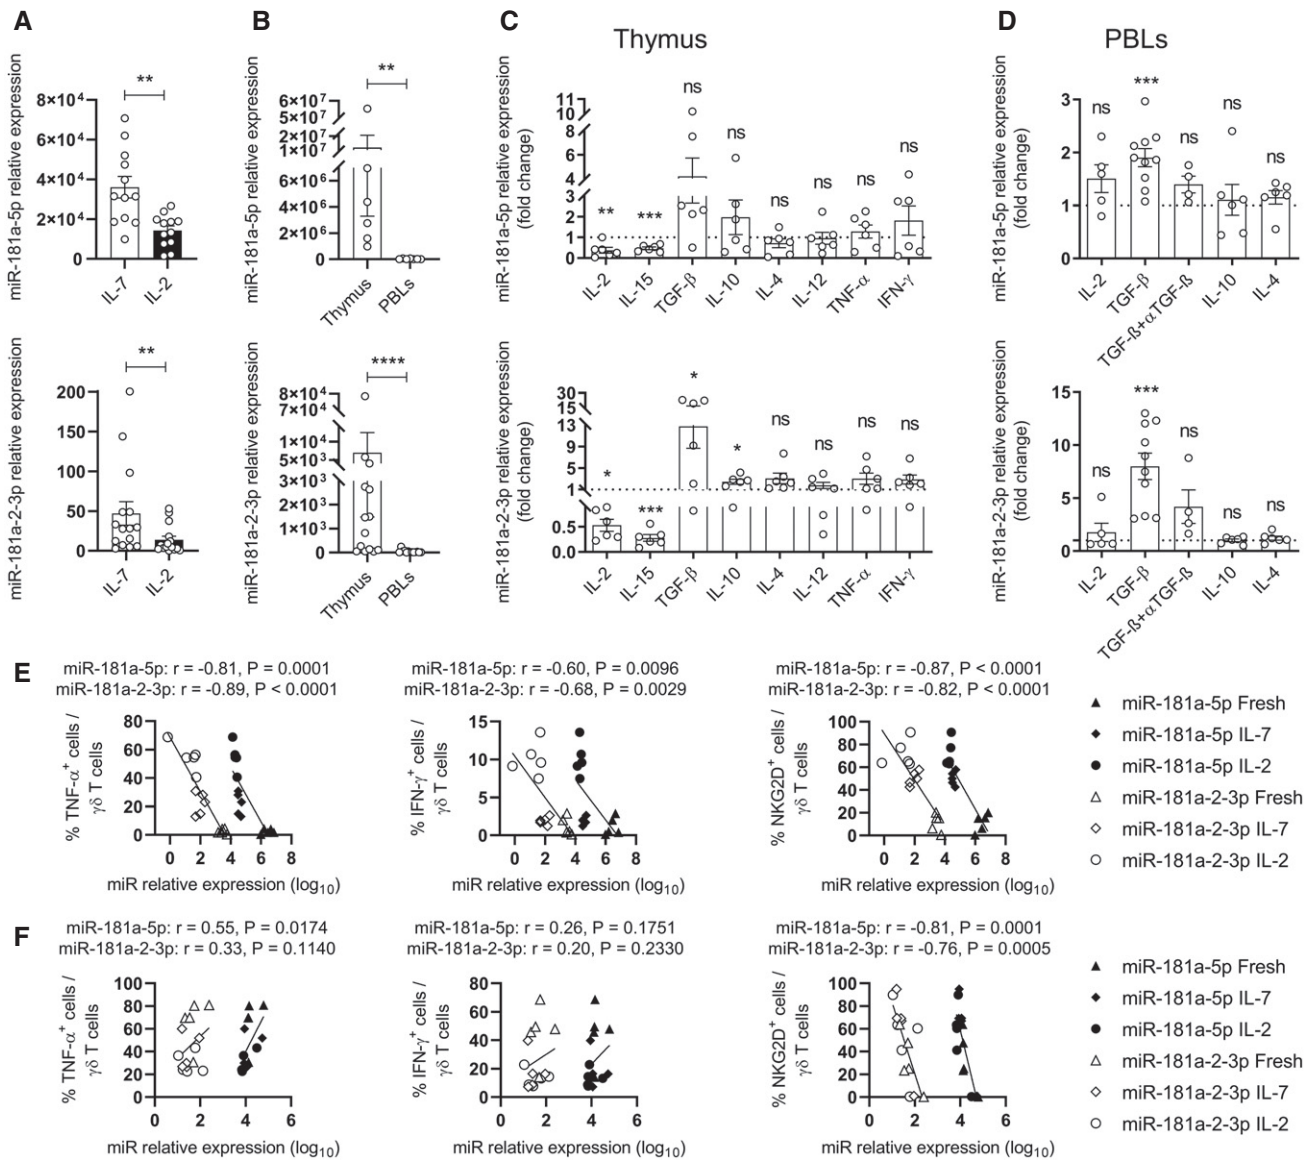 A
miR-181a-5p relative expression
8×10⁴
6×10⁴
4×10⁴
2×10⁴
0
**
IL-7
IL-2
miR-181a-2-3p relative expression
200
150
100
50
0
**
IL-7
IL-2
B
miR-181a-5p relative expression
6×10⁷
5×10⁷
2×10⁷
1×10⁷
6×10⁶
4×10⁶
2×10⁶
0
**
Thymus
PBLs
miR-181a-2-3p relative expression
8×10⁴
7×10⁴
1×10⁴
5×10³
3×10³
2×10³
1×10³
0
****
Thymus
PBLs
C
Thymus
miR-181a-5p relative expression
(fold change)
11
10
8
6
4
3
2
1
0
** *** ns ns ns ns ns ns
IL-2
IL-15
TGF-β
IL-10
IL-4
IL-12
TNF-α
IFN-γ
miR-181a-2-3p relative expression
(fold change)
30
15
13
9
5
1
0.5
0.0
* *** * * ns ns ns ns
IL-2
IL-15
TGF-β
IL-10
IL-4
IL-12
TNF-α
IFN-γ
D
PBLs
miR-181a-5p relative expression
(fold change)
3
2
1
0
ns *** ns ns ns
IL-2
TGF-β
TGF-ß+αTGF-ß
IL-10
IL-4
miR-181a-2-3p relative expression
(fold change)
15
10
5
0
ns *** ns ns ns
IL-2
TGF-β
TGF-ß+αTGF-ß
IL-10
IL-4
E
miR-181a-5p: r = -0.81, P = 0.0001
miR-181a-2-3p: r = -0.89, P < 0.0001
% TNF-α⁺ cells /
γδ T cells
80
60
40
20
0
0 2 4 6 8
miR relative expression (log₁₀)
miR-181a-5p: r = -0.60, P = 0.0096
miR-181a-2-3p: r = -0.68, P = 0.0029
% IFN-γ⁺ cells /
γδ T cells
15
10
5
0
0 2 4 6 8
miR relative expression (log₁₀)
miR-181a-5p: r = -0.87, P < 0.0001
miR-181a-2-3p: r = -0.82, P < 0.0001
% NKG2D⁺ cells /
γδ T cells
100
80
60
40
20
0
0 2 4 6 8
miR relative expression (log₁₀)
miR-181a-5p Fresh
miR-181a-5p IL-7
miR-181a-5p IL-2
miR-181a-2-3p Fresh
miR-181a-2-3p IL-7
miR-181a-2-3p IL-2
F
miR-181a-5p: r = 0.55, P = 0.0174
miR-181a-2-3p: r = 0.33, P = 0.1140
% TNF-α⁺ cells /
γδ T cells
100
80
60
40
20
0
0 2 4 6
miR relative expression (log₁₀)
miR-181a-5p: r = 0.26, P = 0.1751
miR-181a-2-3p: r = 0.20, P = 0.2330
% IFN-γ⁺ cells /
γδ T cells
80
60
40
20
0
0 2 4 6
miR relative expression (log₁₀)
miR-181a-5p: r = -0.81, P = 0.0001
miR-181a-2-3p: r = -0.76, P = 0.0005
% NKG2D⁺ cells /
γδ T cells
100
80
60
40
20
0
0 2 4 6
miR relative expression (log₁₀)
miR-181a-5p Fresh
miR-181a-5p IL-7
miR-181a-5p IL-2
miR-181a-2-3p Fresh
miR-181a-2-3p IL-7
miR-181a-2-3p IL-2